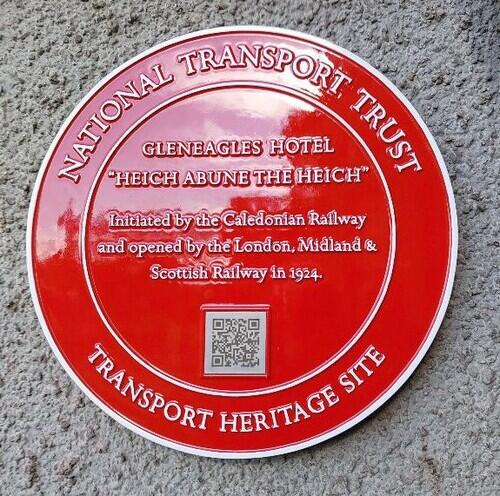 NATIONAL TRANSPORT TRUST
GLENEAGLES HOTEL
"HEICH ABUNE THE HEICH"
Initiated by the Caledonian Railway
and opened by the London, Midland &
Scottish Railway in 1924.
TRANSPORT HERITAGE SITE